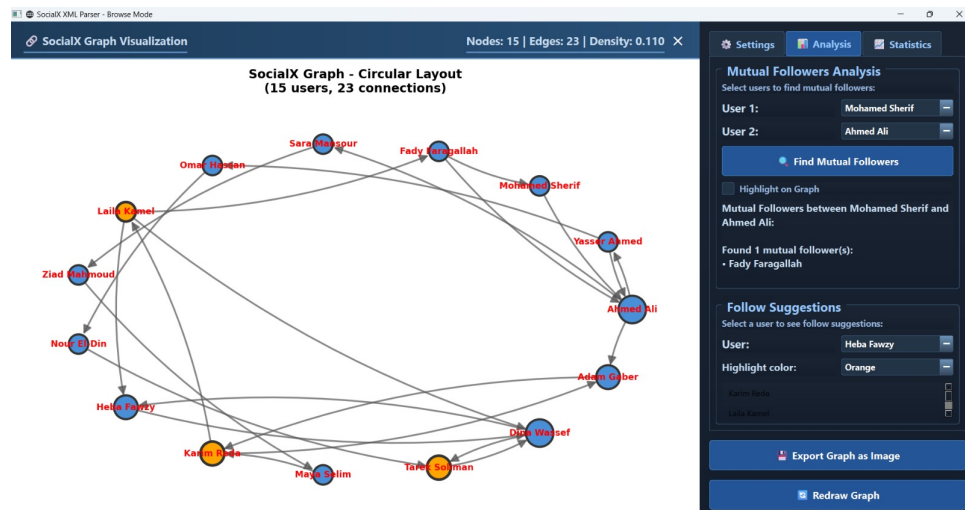 SocialX XML Parser - Browse Mode
SocialX Graph Visualization
Nodes: 15 | Edges: 23 | Density: 0.110
SocialX Graph - Circular Layout
(15 users, 23 connections)
Sara Mansour
Fady Faragallah
Omar Hassan
Mohamed Sherif
Laila Kamel
Yasser Ahmed
Ziad Mahmoud
Ahmed Ali
Nour El-Din
Adam Gaber
Heba Fawzy
Dina Wassef
Karim Reda
Tarek Soliman
Maya Selim
Settings
Analysis
Statistics
Mutual Followers Analysis
Select users to find mutual followers:
User 1:
Mohamed Sherif
User 2:
Ahmed Ali
Find Mutual Followers
Highlight on Graph
Mutual Followers between Mohamed Sherif and
Ahmed Ali:
Found 1 mutual follower(s):
• Fady Faragallah
Follow Suggestions
Select a user to see follow suggestions:
User:
Heba Fawzy
Highlight color:
Orange
Karim Reda
Laila Kamel
Export Graph as Image
Redraw Graph